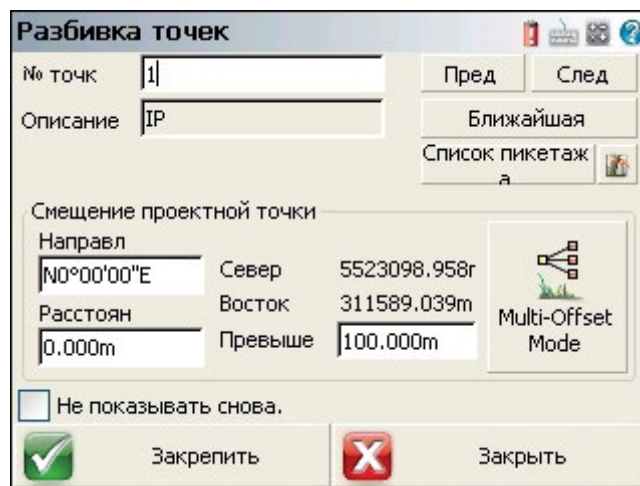 Разбивка точек
№ точк 1 Пред След
Описание IP Ближайшая
Список пикетаж
а
Смещение проектной точки
Направл
N0°00'00"E Север 5523098.958r
Расстоян Восток 311589.039m
0.000m Превыше 100.000m
Multi-Offset
Mode
Не показывать снова.
Закрепить Закрыть